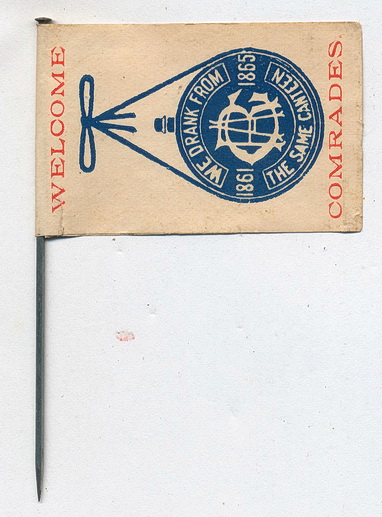 WELCOME
WE DRANK FROM
1861 1865
THE SAME CANTEEN
COMRADES.